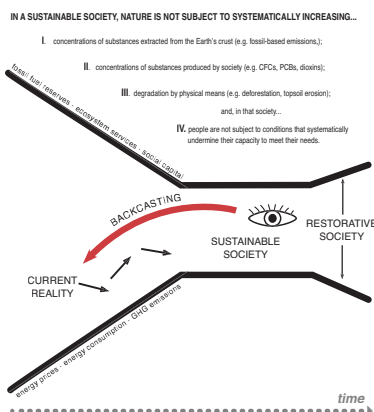 IN A SUSTAINABLE SOCIETY, NATURE IS NOT SUBJECT TO SYSTEMATICALLY INCREASING...
I. concentrations of substances extracted from the Earth's crust (e.g. fossil-based emissions,);
II. concentrations of substances produced by society (e.g. CFCs, PCBs, dioxins);
III. degradation by physical means (e.g. deforestation, topsoil erosion);
and, in that society...
IV. people are not subject to conditions that systematically
undermine their capacity to meet their needs.
fossil fuel reserves - ecosystem services - social capital
BACKCASTING
SUSTAINABLE
SOCIETY
RESTORATIVE
SOCIETY
CURRENT
REALITY
energy prices - energy consumption - GHG emissions
time